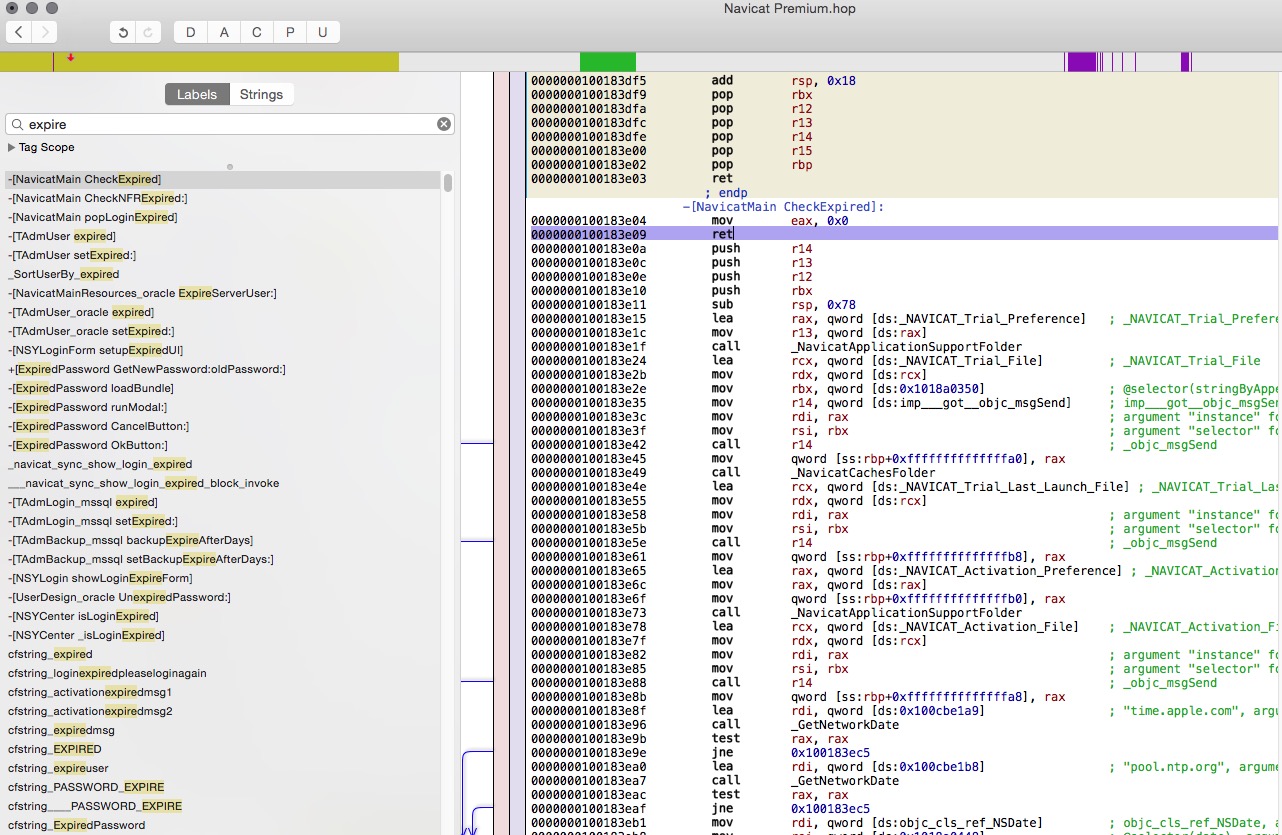 Navicat Premium.hop
D A C P U
Labels Strings
expire
Tag Scope
-[NavicatMain CheckExpired]
-[NavicatMain CheckNFRExpired:]
-[NavicatMain popLoginExpired]
-[TAdmUser expired]
-[TAdmUser setExpired:]
_SortUserBy_expired
-[NavicatMainResources_oracle ExpireServerUser:]
-[TAdmUser_oracle expired]
-[TAdmUser_oracle setExpired:]
-[NSYLoginForm setupExpiredUI]
+[ExpiredPassword GetNewPassword:oldPassword:]
-[ExpiredPassword loadBundle]
-[ExpiredPassword runModal:]
-[ExpiredPassword CancelButton:]
-[ExpiredPassword OkButton:]
_navicat_sync_show_login_expired
___navicat_sync_show_login_expired_block_invoke
-[TAdmLogin_mssql expired]
-[TAdmLogin_mssql setExpired:]
-[TAdmBackup_mssql backupExpireAfterDays]
-[TAdmBackup_mssql setBackupExpireAfterDays:]
-[NSYLogin showLoginExpireForm]
-[UserDesign_oracle UnexpiredPassword:]
-[NSYCenter isLoginExpired]
-[NSYCenter _isLoginExpired]
cfstring_expired
cfstring_loginexpiredpleaseloginagain
cfstring_activationexpiredmsg1
cfstring_activationexpiredmsg2
cfstring_expiredmsg
cfstring_EXPIRED
cfstring_expireuser
cfstring_PASSWORD_EXPIRE
cfstring____PASSWORD_EXPIRE
cfstring_ExpiredPassword
0000000100183df5 add rsp, 0x18
0000000100183df9 pop rbx
0000000100183dfa pop r12
0000000100183dfc pop r13
0000000100183dfe pop r14
0000000100183e00 pop r15
0000000100183e02 pop rbp
0000000100183e03 ret
; endp
-[NavicatMain CheckExpired]:
0000000100183e04 mov eax, 0x0
0000000100183e09 ret
0000000100183e0a push r14
0000000100183e0c push r13
0000000100183e0e push r12
0000000100183e10 push rbx
0000000100183e11 sub rsp, 0x78
0000000100183e15 lea rax, qword [ds:_NAVICAT_Trial_Preference] ; _NAVICAT_Trial_Prefere
0000000100183e1c mov r13, qword [ds:rax]
0000000100183e1f call _NavicatApplicationSupportFolder
0000000100183e24 lea rcx, qword [ds:_NAVICAT_Trial_File] ; _NAVICAT_Trial_File
0000000100183e2b mov rdx, qword [ds:rcx]
0000000100183e2e mov rbx, qword [ds:0x1018a0350] ; @selector(stringByAppe
0000000100183e35 mov r14, qword [ds:imp___got__objc_msgSend] ; imp___got__objc_msgSen
0000000100183e3c mov rdi, rax ; argument "instance" fo
0000000100183e3f mov rsi, rbx ; argument "selector" fo
0000000100183e42 call r14 ; _objc_msgSend
0000000100183e45 mov qword [ss:rbp+0xffffffffffffffa0], rax
0000000100183e49 call _NavicatCachesFolder
0000000100183e4e lea rcx, qword [ds:_NAVICAT_Trial_Last_Launch_File] ; _NAVICAT_Trial_Las
0000000100183e55 mov rdx, qword [ds:rcx]
0000000100183e58 mov rdi, rax ; argument "instance" fo
0000000100183e5b mov rsi, rbx ; argument "selector" fo
0000000100183e5e call r14 ; _objc_msgSend
0000000100183e61 mov qword [ss:rbp+0xffffffffffffffb8], rax
0000000100183e65 lea rax, qword [ds:_NAVICAT_Activation_Preference] ; _NAVICAT_Activation
0000000100183e6c mov rax, qword [ds:rax]
0000000100183e6f mov qword [ss:rbp+0xffffffffffffffb0], rax
0000000100183e73 call _NavicatApplicationSupportFolder
0000000100183e78 lea rcx, qword [ds:_NAVICAT_Activation_File] ; _NAVICAT_Activation_Fi
0000000100183e7f mov rdx, qword [ds:rcx]
0000000100183e82 mov rdi, rax ; argument "instance" fo
0000000100183e85 mov rsi, rbx ; argument "selector" fo
0000000100183e88 call r14 ; _objc_msgSend
0000000100183e8b mov qword [ss:rbp+0xffffffffffffffa8], rax
0000000100183e8f lea rdi, qword [ds:0x100cbe1a9] ; "time.apple.com", argu
0000000100183e96 call _GetNetworkDate
0000000100183e9b test rax, rax
0000000100183e9e jne 0x100183ec5
0000000100183ea0 lea rdi, qword [ds:0x100cbe1b8] ; "pool.ntp.org", argume
0000000100183ea7 call _GetNetworkDate
0000000100183eac test rax, rax
0000000100183eaf jne 0x100183ec5
0000000100183eb1 mov rdi, qword [ds:objc_cls_ref_NSDate] ; objc_cls_ref_NSDate, a